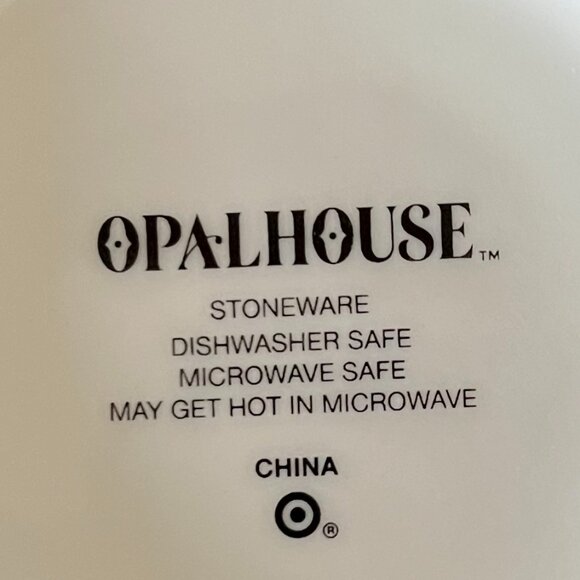 OPALHOUSE™
STONEWARE
DISHWASHER SAFE
MICROWAVE SAFE
MAY GET HOT IN MICROWAVE
CHINA
®